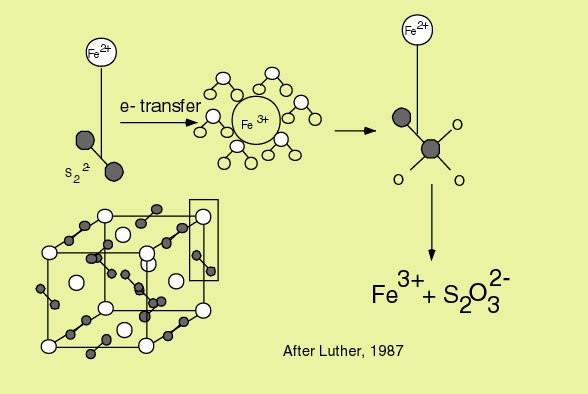 Fe2+
Fe2+
e- transfer
Fe 3+
S2 2-
O
O
O
Fe3+ + S2O3 2-
After Luther, 1987